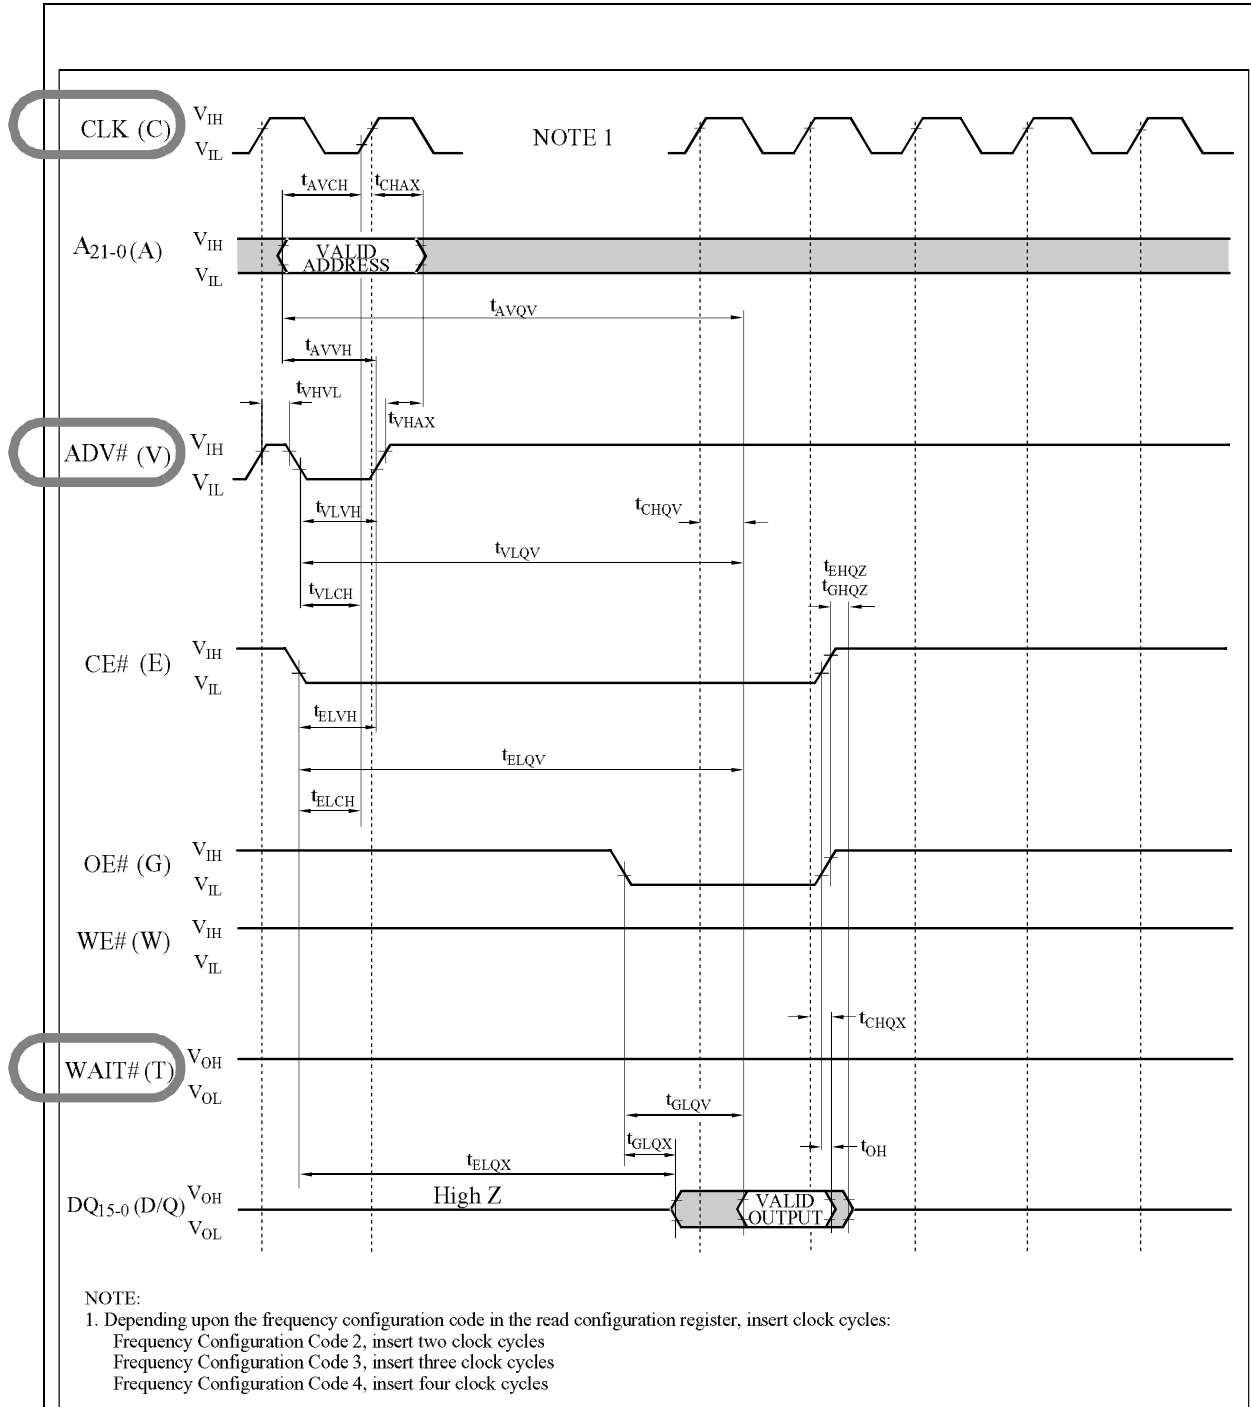 CLK (C)
VIH
VIL
NOTE 1
tAVCH
tCHAX
A21-0 (A)
VIH
VIL
VALID
ADDRESS
tAVQV
tAVVH
tVHVL
tVHAX
ADV# (V)
VIH
VIL
tVLVH
tCHQV
tVLQV
tVLCH
tEHQZ
tGHQZ
CE# (E)
VIH
VIL
tELVH
tELQV
tELCH
OE# (G)
VIH
VIL
WE# (W)
VIH
VIL
tCHQX
WAIT# (T)
VOH
VOL
tGLQV
tGLQX
tOH
tELQX
DQ15-0 (D/Q)
VOH
VOL
High Z
VALID
OUTPUT
NOTE:
1. Depending upon the frequency configuration code in the read configuration register, insert clock cycles:
Frequency Configuration Code 2, insert two clock cycles
Frequency Configuration Code 3, insert three clock cycles
Frequency Configuration Code 4, insert four clock cycles